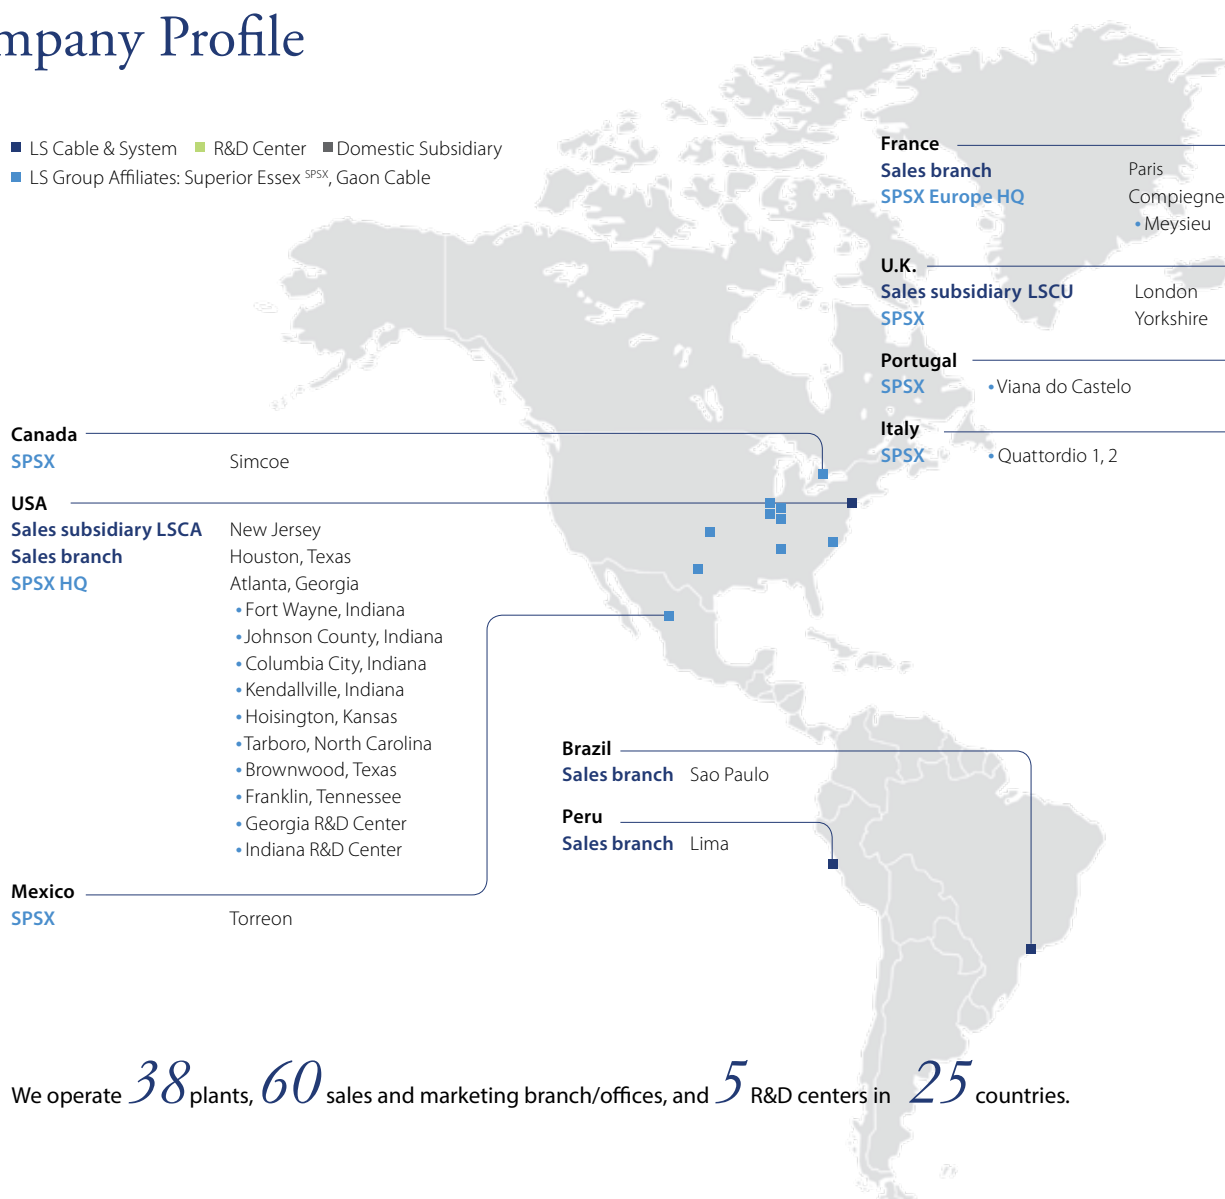 mpany Profile
LS Cable & System R&D Center Domestic Subsidiary
LS Group Affiliates: Superior Essex SPSX, Gaon Cable
France
Sales branch Paris
SPSX Europe HQ Compiegne
• Meysieu
U.K.
Sales subsidiary LSCU London
SPSX Yorkshire
Portugal
SPSX • Viana do Castelo
Italy
SPSX • Quattordio 1, 2
Canada
SPSX Simcoe
USA
Sales subsidiary LSCA New Jersey
Sales branch Houston, Texas
SPSX HQ Atlanta, Georgia
• Fort Wayne, Indiana
• Johnson County, Indiana
• Columbia City, Indiana
• Kendallville, Indiana
• Hoisington, Kansas
• Tarboro, North Carolina
• Brownwood, Texas
• Franklin, Tennessee
• Georgia R&D Center
• Indiana R&D Center
Mexico
SPSX Torreon
Brazil
Sales branch Sao Paulo
Peru
Sales branch Lima
We operate 38 plants, 60 sales and marketing branch/offices, and 5 R&D centers in 25 countries.